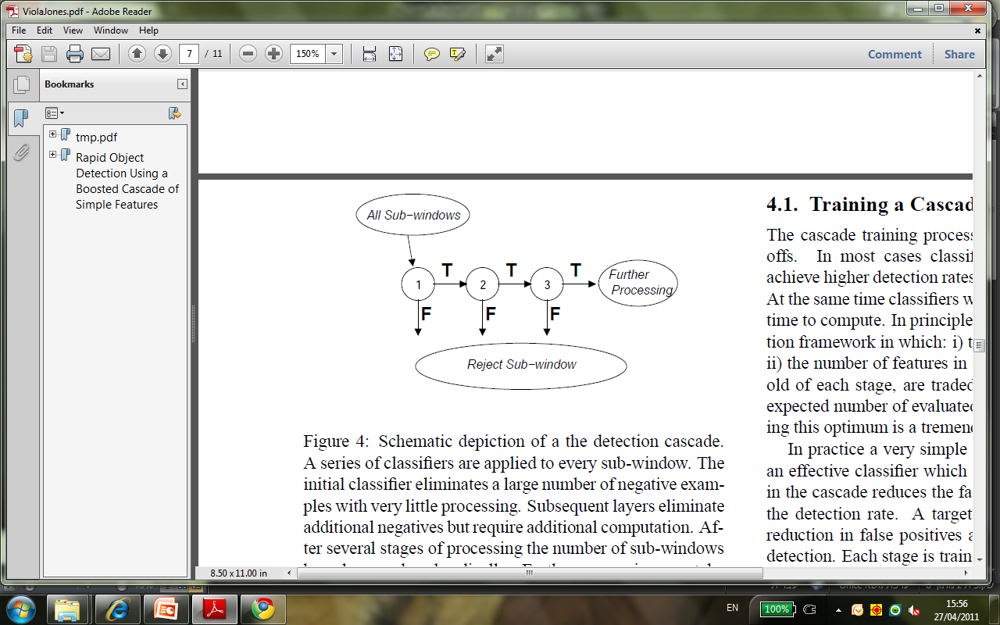 ViolaJones.pdf - Adobe Reader
File Edit View Window Help
7 / 11 150% Comment Share
Bookmarks
tmp.pdf
Rapid Object
Detection Using a
Boosted Cascade of
Simple Features
All Sub−windows
T T T
1 2 3 Further
Processing
F F F
Reject Sub−window
Figure 4: Schematic depiction of a the detection cascade.
A series of classifiers are applied to every sub-window. The
initial classifier eliminates a large number of negative exam-
ples with very little processing. Subsequent layers eliminate
additional negatives but require additional computation. Af-
ter several stages of processing the number of sub-windows
4.1. Training a Cascad
The cascade training process
offs. In most cases classif
achieve higher detection rates
At the same time classifiers w
time to compute. In principle
tion framework in which: i) t
ii) the number of features in
old of each stage, are traded
expected number of evaluated
ing this optimum is a tremen
In practice a very simple
an effective classifier which
in the cascade reduces the fa
the detection rate. A target
reduction in false positives a
detection. Each stage is train
8.50 x 11.00 in
EN 100% 15:56
27/04/2011